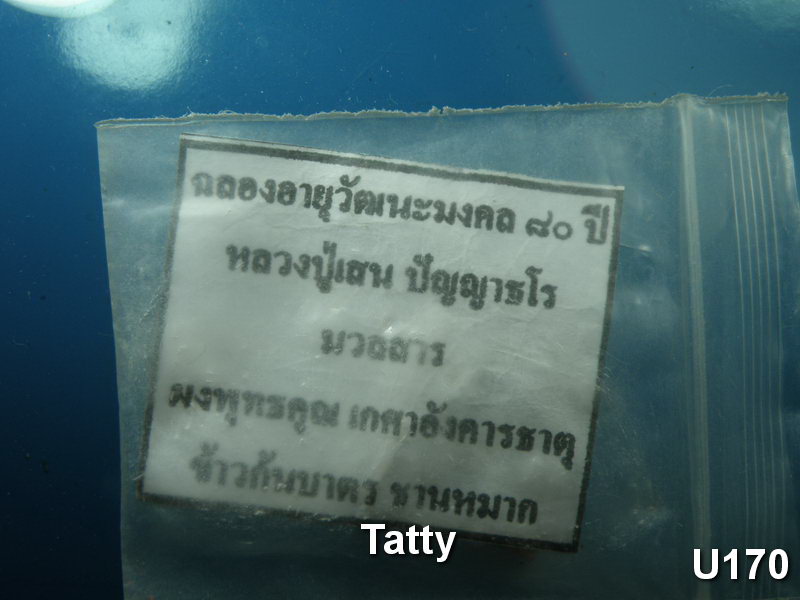 ฉลองอายุวัฒนะมงคล ๘๐ ปี
หลวงปู่เสน ปัญญาธโร
มวลสาร
ผงพุทธคุณ เกศาอังคารธาตุ
ข้าวก้นบาตร ชานหมาก
Tatty
U170